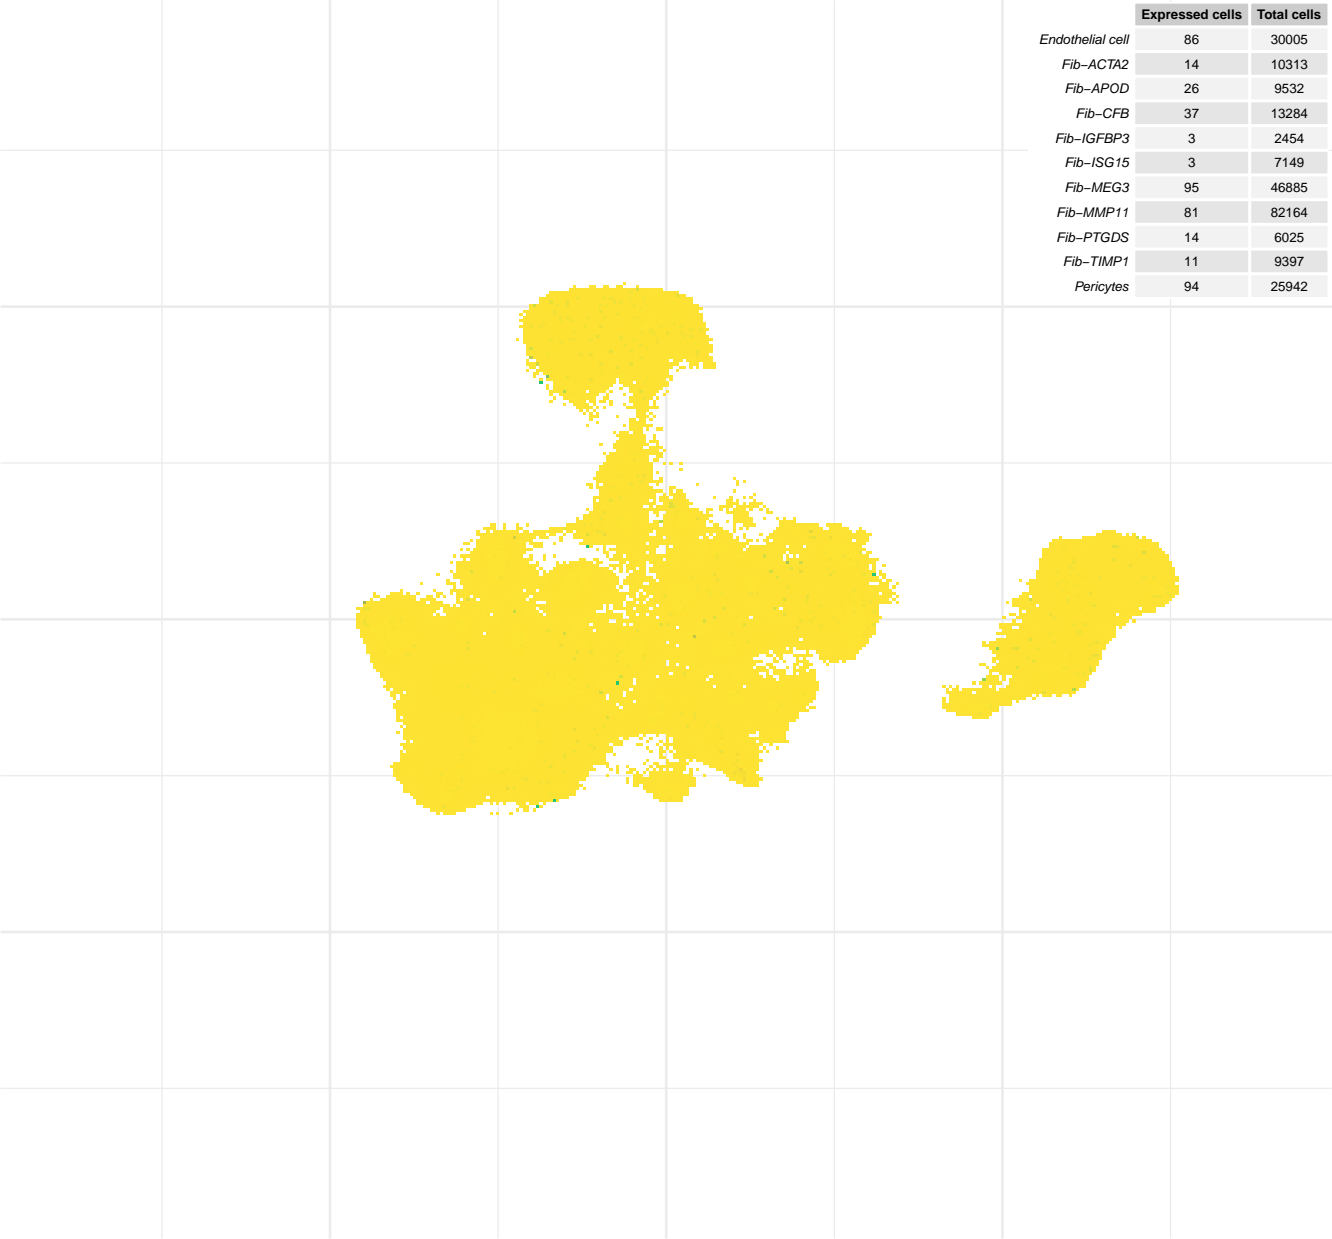 Expressed cells Total cells
Endothelial cell 86 30005
Fib−ACTA2 14 10313
Fib−APOD 26 9532
Fib−CFB 37 13284
Fib−IGFBP3 3 2454
Fib−ISG15 3 7149
Fib−MEG3 95 46885
Fib−MMP11 81 82164
Fib−PTGDS 14 6025
Fib−TIMP1 11 9397
Pericytes 94 25942